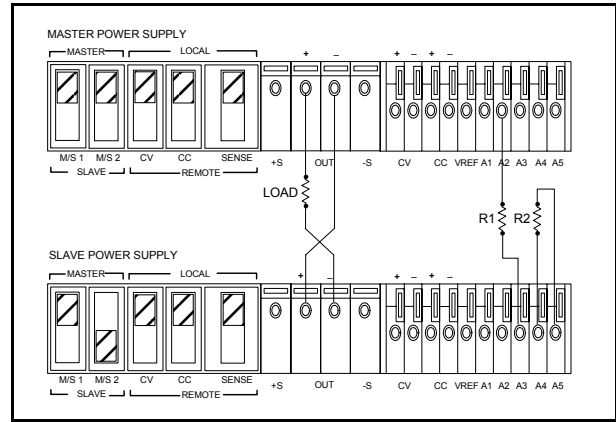 MASTER POWER SUPPLY
MASTER LOCAL
+ – + – + –
M/S 1 M/S 2 CV CC SENSE +S OUT -S CV CC VREF A1 A2 A3 A4 A5
SLAVE REMOTE
LOAD R1 R2
SLAVE POWER SUPPLY
MASTER LOCAL
+ – + – + –
M/S 1 M/S 2 CV CC SENSE +S OUT -S CV CC VREF A1 A2 A3 A4 A5
SLAVE REMOTE